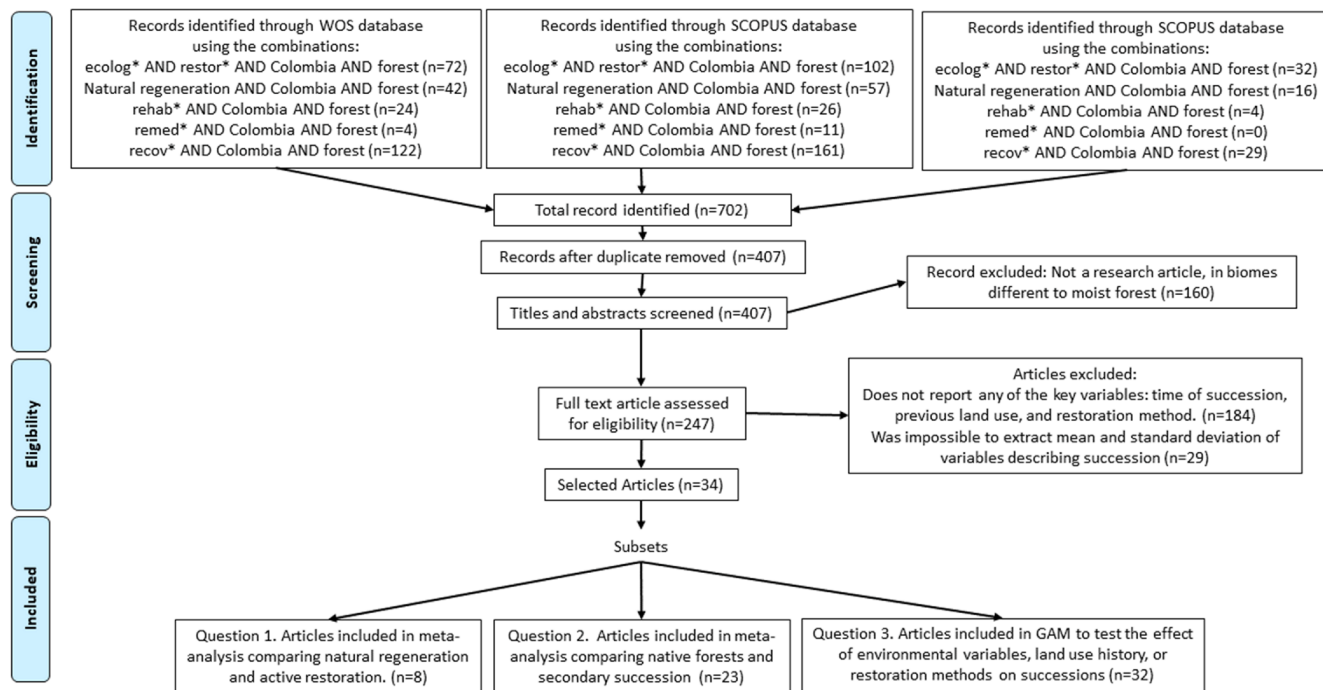 Identification
Records identified through WOS database
using the combinations:
ecolog* AND restor* AND Colombia AND forest (n=72)
Natural regeneration AND Colombia AND forest (n=42)
rehab* AND Colombia AND forest (n=24)
remed* AND Colombia AND forest (n=4)
recov* AND Colombia AND forest (n=122)
Records identified through SCOPUS database
using the combinations:
ecolog* AND restor* AND Colombia AND forest (n=102)
Natural regeneration AND Colombia AND forest (n=57)
rehab* AND Colombia AND forest (n=26)
remed* AND Colombia AND forest (n=11)
recov* AND Colombia AND forest (n=161)
Records identified through SCOPUS database
using the combinations:
ecolog* AND restor* AND Colombia AND forest (n=32)
Natural regeneration AND Colombia AND forest (n=16)
rehab* AND Colombia AND forest (n=4)
remed* AND Colombia AND forest (n=0)
recov* AND Colombia AND forest (n=29)
Screening
Total record identified (n=702)
Records after duplicate removed (n=407)
Titles and abstracts screened (n=407)
Record excluded: Not a research article, in biomes
different to moist forest (n=160)
Eligibility
Full text article assessed
for eligibility (n=247)
Articles excluded:
Does not report any of the key variables: time of succession,
previous land use, and restoration method. (n=184)
Was impossible to extract mean and standard deviation of
variables describing succession (n=29)
Selected Articles (n=34)
Included
Subsets
Question 1. Articles included in meta-
analysis comparing natural regeneration
and active restoration. (n=8)
Question 2. Articles included in meta-
analysis comparing native forests and
secondary succession (n=23)
Question 3. Articles included in GAM to test the effect
of environmental variables, land use history, or
restoration methods on successions (n=32)